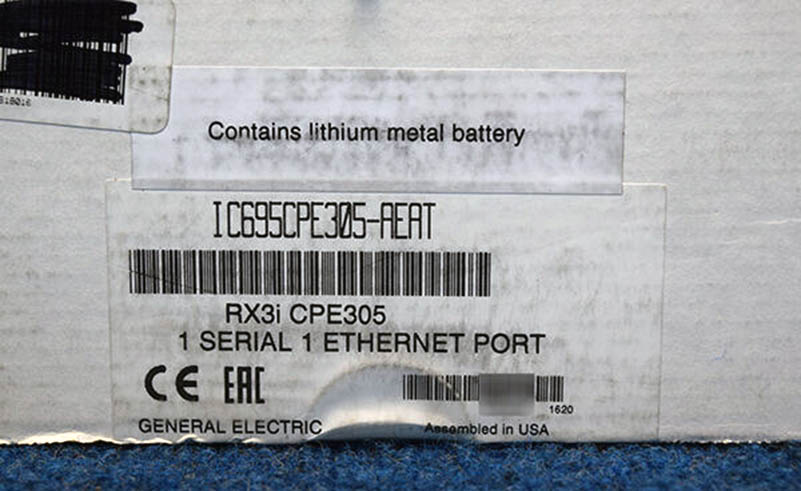 Contains lithium metal battery
IC695CPE305-AEAT
RX3i CPE305
1 SERIAL 1 ETHERNET PORT
CE EAC
1620
GENERAL ELECTRIC
Assembled in USA